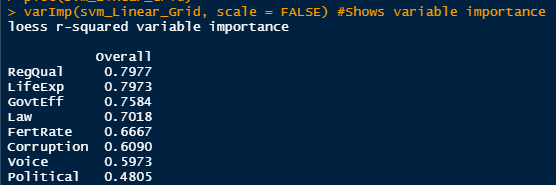 > varImp(svm_Linear_Grid, scale = FALSE) #Shows variable importance
loess r-squared variable importance
Overall
RegQual 0.7977
LifeExp 0.7973
GovtEff 0.7584
Law 0.7018
FertRate 0.6667
Corruption 0.6090
Voice 0.5973
Political 0.4805